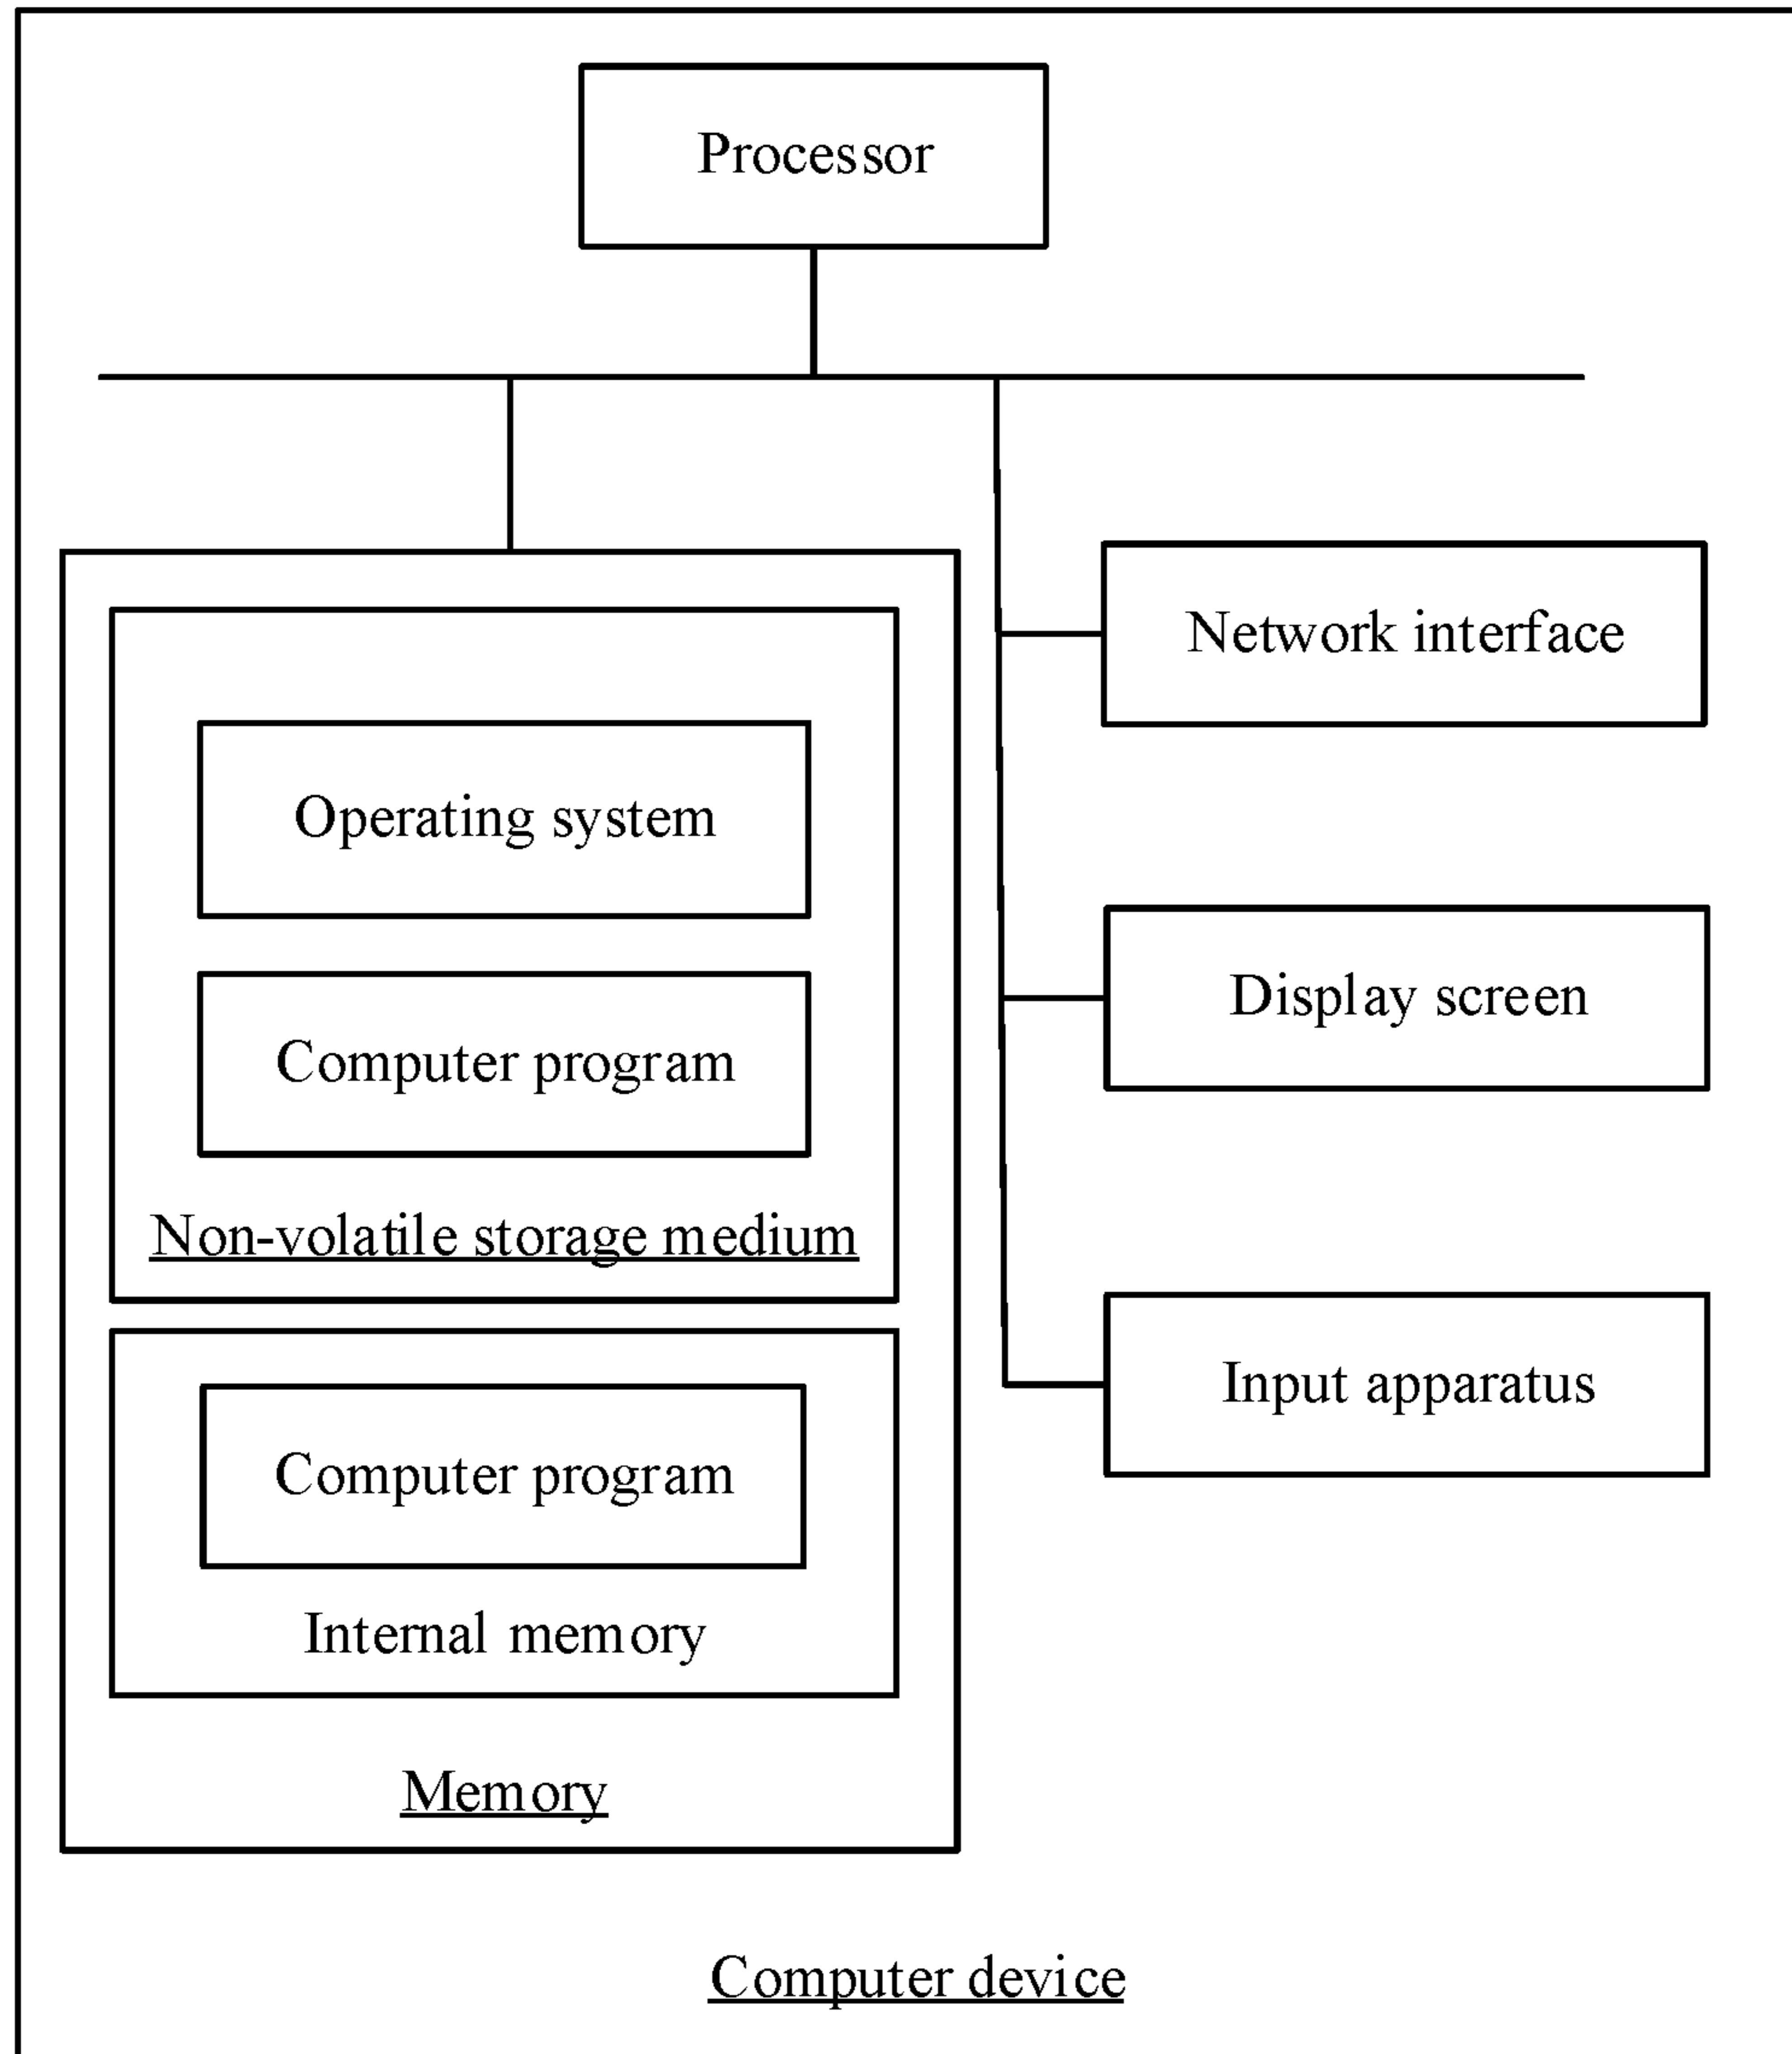 Processor
Network interface
Operating system
Display screen
Computer program
Non-volatile storage medium
Input apparatus
Computer program
Internal memory
Memory
Computer device